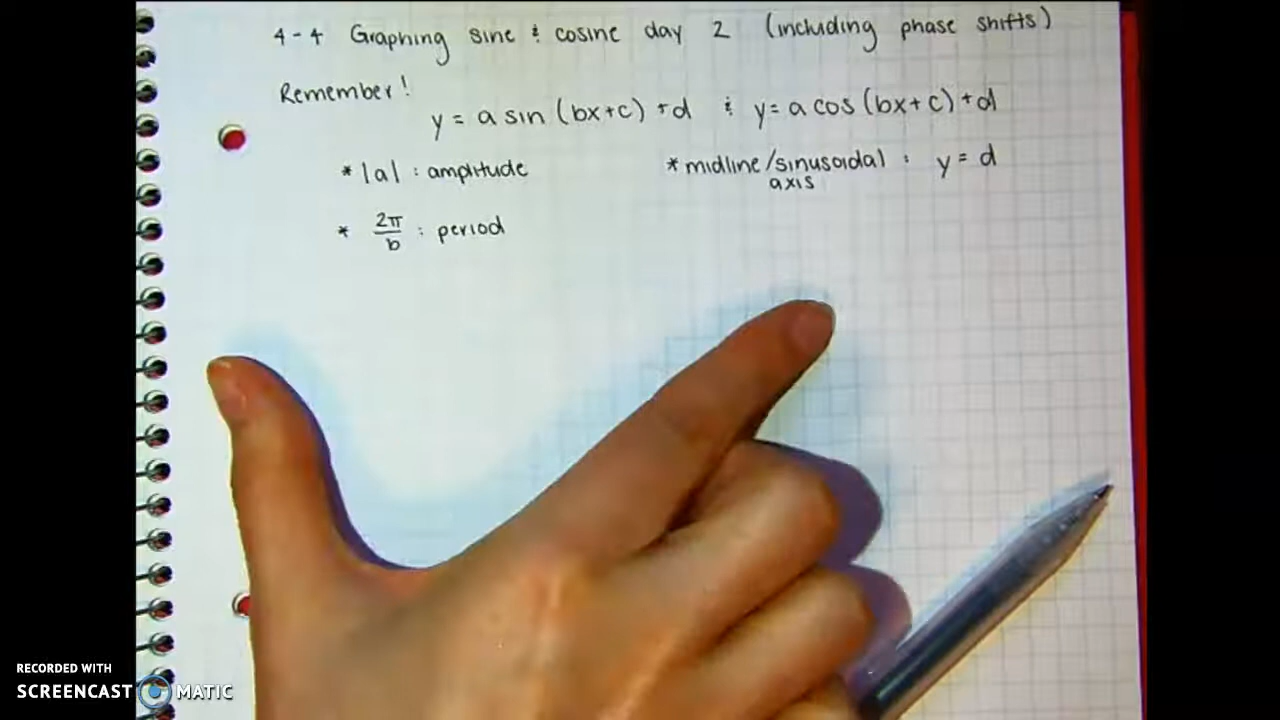 4-4 Graphing sine & cosine day 2 (including phase shifts)
Remember!
y = a sin (bx+c) +d & y= a cos (bx+c)+d
* |a| : amplitude
* midline/sinusoidal : y = d
axis
* 2π/b : period
RECORDED WITH
SCREENCAST MATIC